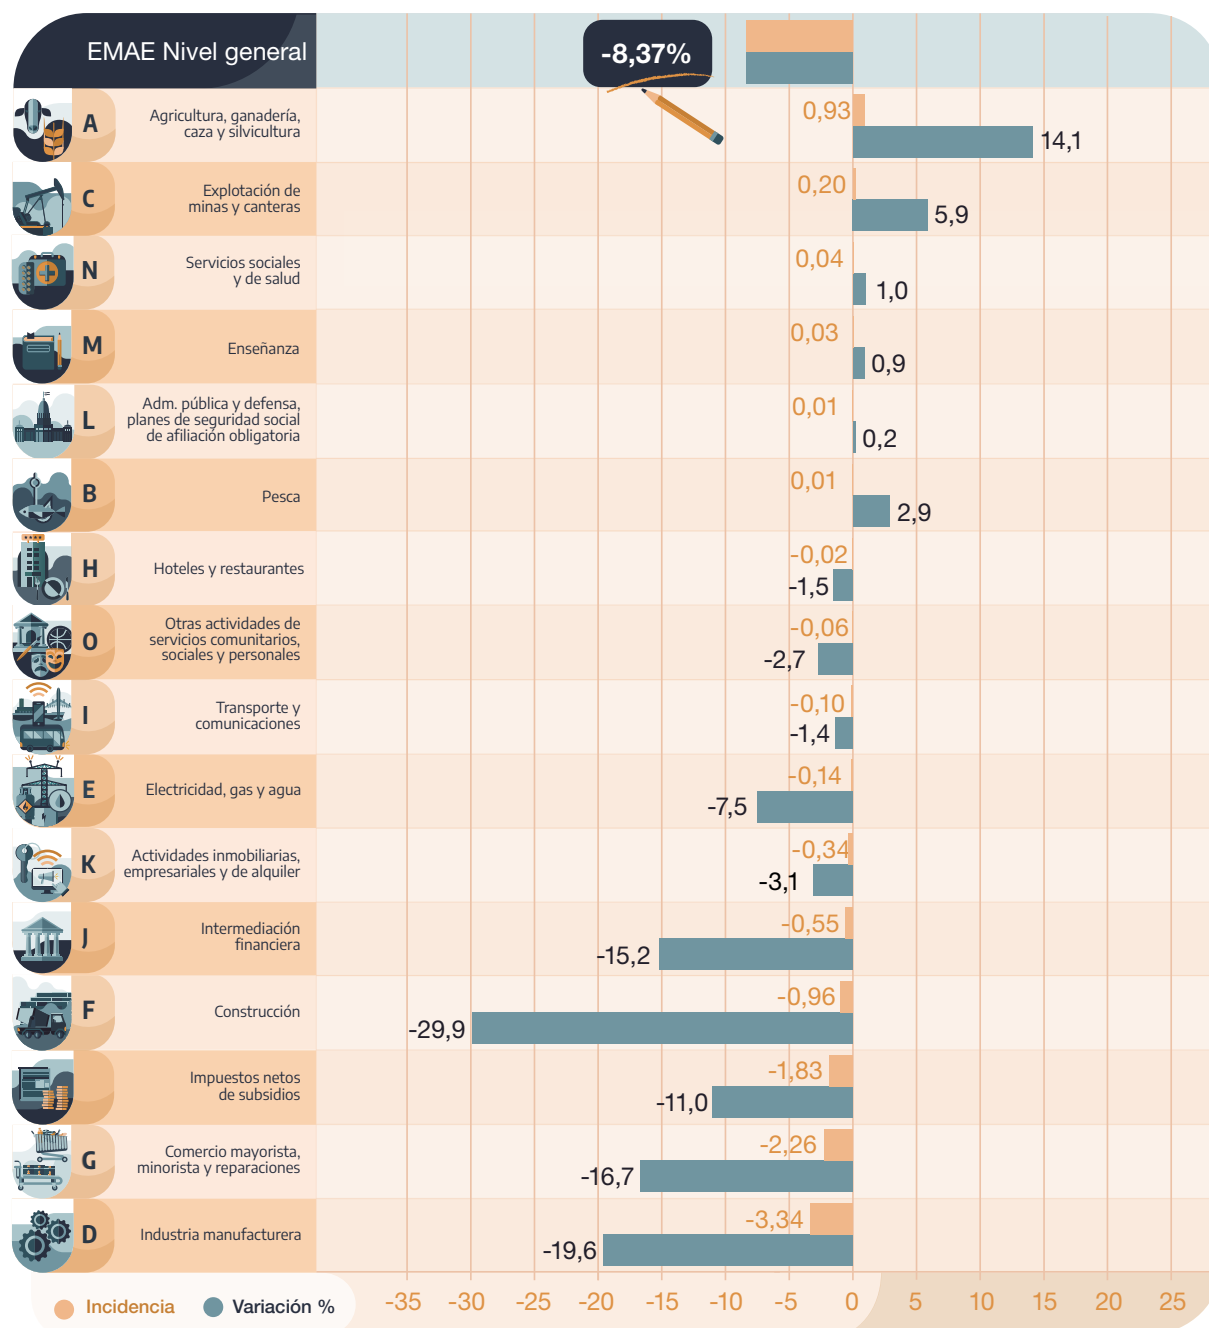 EMAE Nivel general
-8,37%
A
Agricultura, ganadería,
caza y silvicultura
0,93
14,1
C
Explotación de
minas y canteras
0,20
5,9
N
Servicios sociales
y de salud
0,04
1,0
M
Enseñanza
0,03
0,9
L
Adm. pública y defensa,
planes de seguridad social
de afiliación obligatoria
0,01
0,2
B
Pesca
0,01
2,9
H
Hoteles y restaurantes
-0,02
-1,5
O
Otras actividades de
servicios comunitarios,
sociales y personales
-0,06
-2,7
I
Transporte y
comunicaciones
-0,10
-1,4
E
Electricidad, gas y agua
-0,14
-7,5
K
Actividades inmobiliarias,
empresariales y de alquiler
-0,34
-3,1
J
Intermediación
financiera
-0,55
-15,2
F
Construcción
-0,96
-29,9
Impuestos netos
de subsidios
-1,83
-11,0
G
Comercio mayorista,
minorista y reparaciones
-2,26
-16,7
D
Industria manufacturera
-3,34
-19,6
Incidencia Variación %
-35 -30 -25 -20 -15 -10 -5 0 5 10 15 20 25